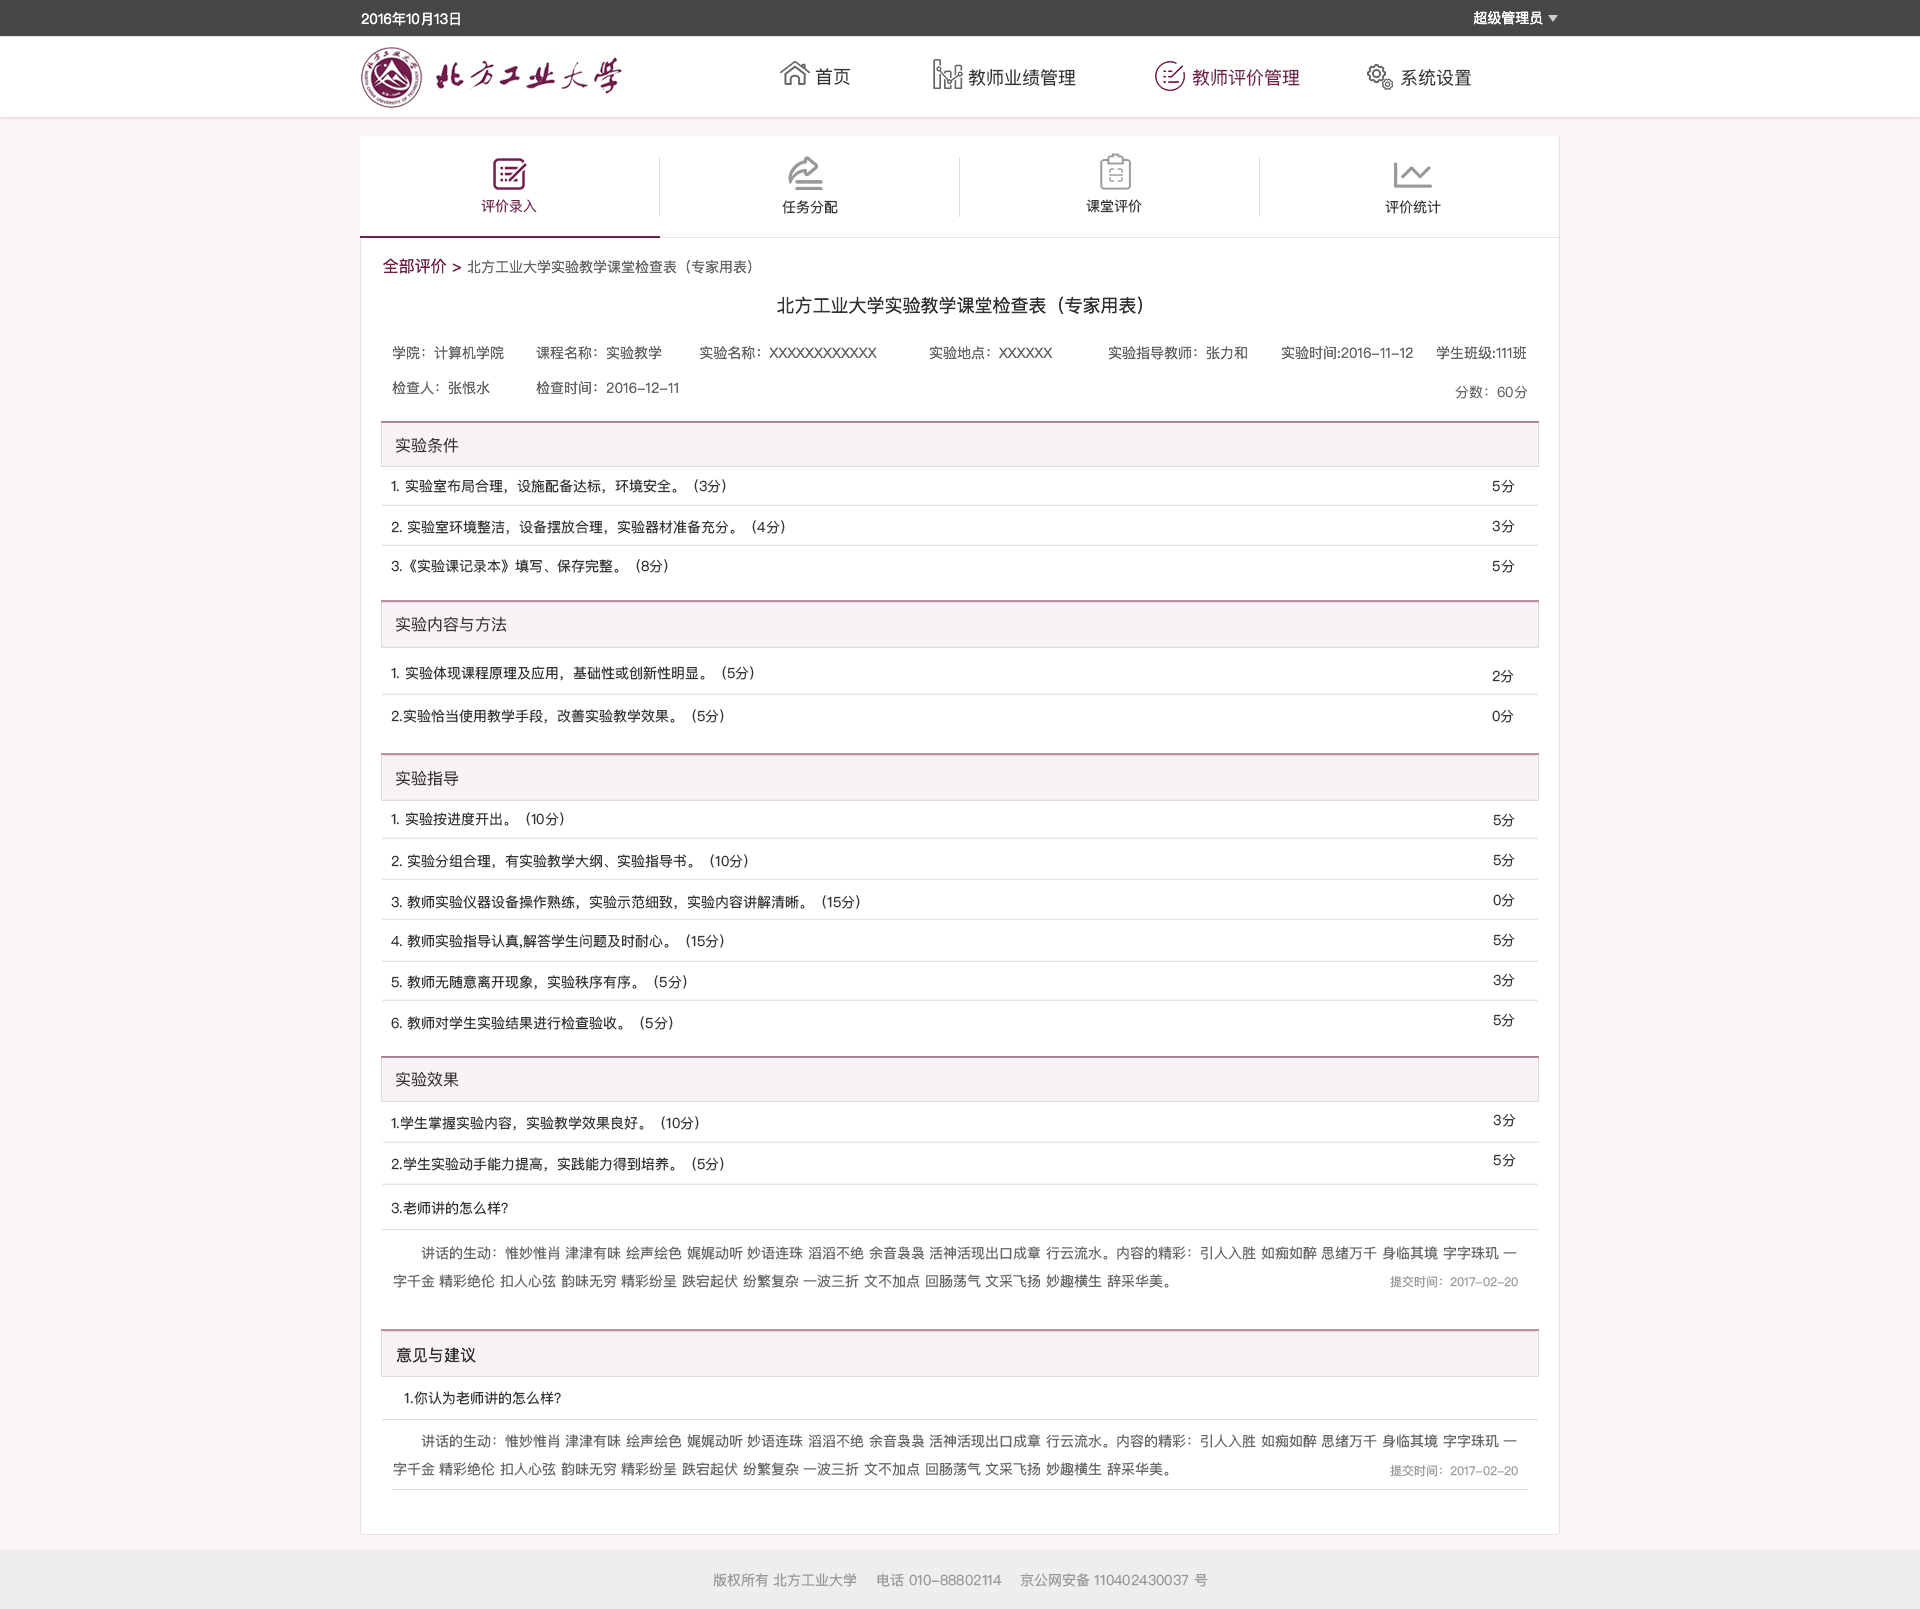 2016年10月13日 超级管理员
北方工业大学 首页 教师业绩管理 教师评价管理 系统设置
评价录入 任务分配 课堂评价 评价统计
全部评价 > 北方工业大学实验教学课堂检查表（专家用表）
北方工业大学实验教学课堂检查表（专家用表）
学院：计算机学院 课程名称：实验教学 实验名称：XXXXXXXXXXXX 实验地点：XXXXXX 实验指导教师：张力和 实验时间:2016-11-12 学生班级:111班
检查人：张恨水 检查时间：2016-12-11 分数：60分
实验条件
1. 实验室布局合理，设施配备达标，环境安全。（3分） 5分
2. 实验室环境整洁，设备摆放合理，实验器材准备充分。（4分） 3分
3.《实验课记录本》填写、保存完整。（8分） 5分
实验内容与方法
1. 实验体现课程原理及应用，基础性或创新性明显。（5分） 2分
2.实验恰当使用教学手段，改善实验教学效果。（5分） 0分
实验指导
1. 实验按进度开出。（10分） 5分
2. 实验分组合理，有实验教学大纲、实验指导书。（10分） 5分
3. 教师实验仪器设备操作熟练，实验示范细致，实验内容讲解清晰。（15分） 0分
4. 教师实验指导认真,解答学生问题及时耐心。（15分） 5分
5. 教师无随意离开现象，实验秩序有序。（5分） 3分
6. 教师对学生实验结果进行检查验收。（5分） 5分
实验效果
1.学生掌握实验内容，实验教学效果良好。（10分） 3分
2.学生实验动手能力提高，实践能力得到培养。（5分） 5分
3.老师讲的怎么样?
讲话的生动：惟妙惟肖 津津有味 绘声绘色 娓娓动听 妙语连珠 滔滔不绝 余音袅袅 活神活现出口成章 行云流水。内容的精彩：引人入胜 如痴如醉 思绪万千 身临其境 字字珠玑 一
字千金 精彩绝伦 扣人心弦 韵味无穷 精彩纷呈 跌宕起伏 纷繁复杂 一波三折 文不加点 回肠荡气 文采飞扬 妙趣横生 辞采华美。 提交时间：2017-02-20
意见与建议
1.你认为老师讲的怎么样?
讲话的生动：惟妙惟肖 津津有味 绘声绘色 娓娓动听 妙语连珠 滔滔不绝 余音袅袅 活神活现出口成章 行云流水。内容的精彩：引人入胜 如痴如醉 思绪万千 身临其境 字字珠玑 一
字千金 精彩绝伦 扣人心弦 韵味无穷 精彩纷呈 跌宕起伏 纷繁复杂 一波三折 文不加点 回肠荡气 文采飞扬 妙趣横生 辞采华美。 提交时间：2017-02-20
版权所有 北方工业大学 电话 010-88802114 京公网安备 110402430037 号